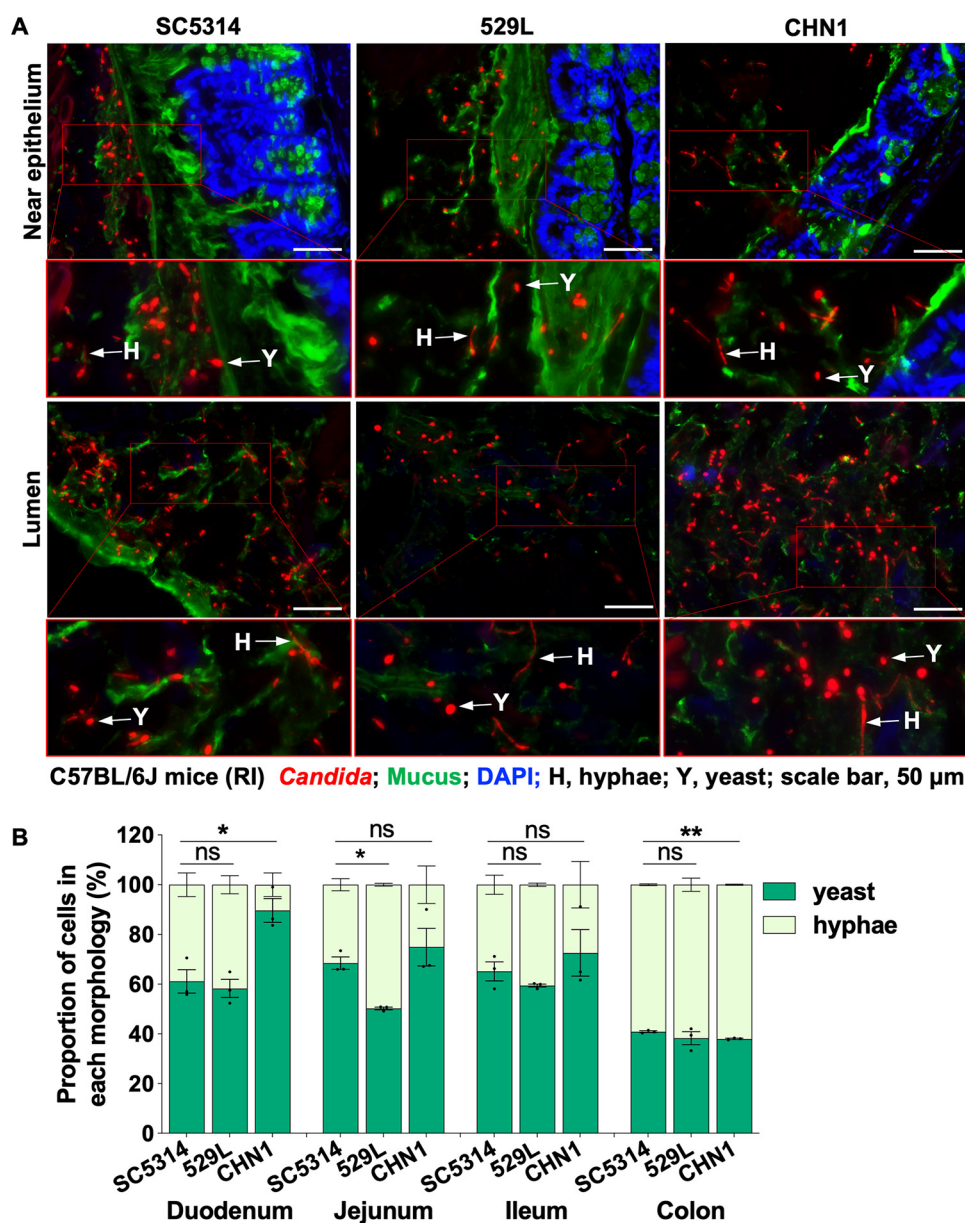 A
SC5314 529L CHN1
Near epithelium
H Y
H Y
H Y
Lumen
H Y
H Y
H Y
C57BL/6J mice (RI) Candida; Mucus; DAPI; H, hyphae; Y, yeast; scale bar, 50 µm
B
Proportion of cells in
each morphology (%)
120
100
80
60
40
20
0
* ns
ns *
ns ns
** ns
yeast
hyphae
SC5314 529L CHN1 SC5314 529L CHN1 SC5314 529L CHN1 SC5314 529L CHN1
Duodenum Jejunum Ileum Colon